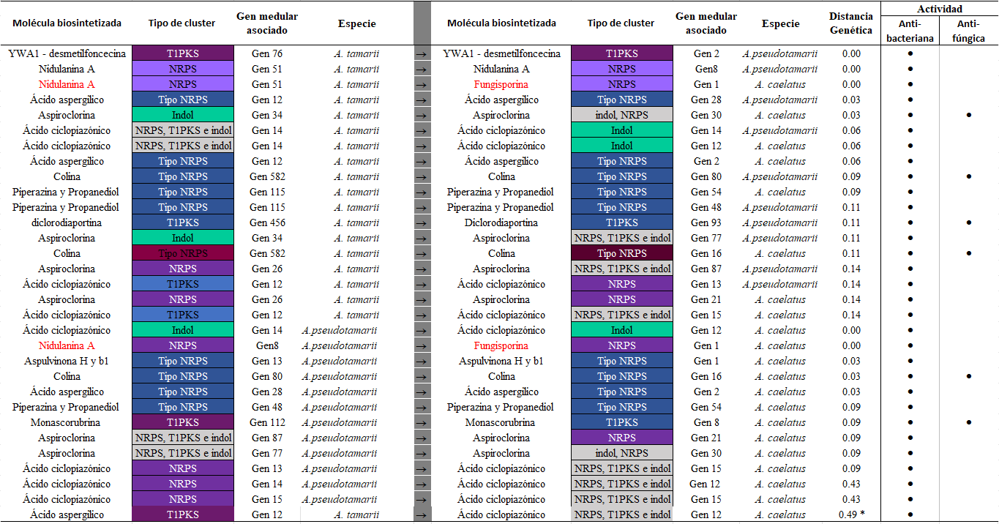 Molécula biosintetizada Tipo de cluster Gen medular asociado Especie Molécula biosintetizada Tipo de cluster Gen medular asociado Especie Distancia Genética Actividad
Anti-bacteriana Anti-fúngica
YWA1 - desmetilfoncecina T1PKS Gen 76 A. tamarii → YWA1 - desmetilfoncecina T1PKS Gen 2 A.pseudotamarii 0.00 •
Nidulanina A NRPS Gen 51 A. tamarii → Nidulanina A NRPS Gen8 A.pseudotamarii 0.00 •
Nidulanina A NRPS Gen 51 A. tamarii → Fungisporina NRPS Gen 1 A. caelatus 0.00 •
Ácido aspergilico Tipo NRPS Gen 12 A. tamarii → Ácido aspergilico Tipo NRPS Gen 28 A.pseudotamarii 0.03 •
Aspiroclorina Indol Gen 34 A. tamarii → Aspiroclorina indol, NRPS Gen 30 A. caelatus 0.03 • •
Ácido ciclopiazónico NRPS, T1PKS e indol Gen 14 A. tamarii → Ácido ciclopiazónico Indol Gen 14 A.pseudotamarii 0.06 •
Ácido ciclopiazónico NRPS, T1PKS e indol Gen 14 A. tamarii → Ácido ciclopiazónico Indol Gen 12 A. caelatus 0.06 •
Ácido aspergilico Tipo NRPS Gen 12 A. tamarii → Ácido aspergilico Tipo NRPS Gen 2 A. caelatus 0.06 •
Colina Tipo NRPS Gen 582 A. tamarii → Colina Tipo NRPS Gen 80 A.pseudotamarii 0.09 • •
Piperazina y Propanediol Tipo NRPS Gen 115 A. tamarii → Piperazina y Propanediol Tipo NRPS Gen 54 A. caelatus 0.09 •
Piperazina y Propanediol Tipo NRPS Gen 115 A. tamarii → Piperazina y Propanediol Tipo NRPS Gen 48 A.pseudotamarii 0.11 •
diclorodiaportina T1PKS Gen 456 A. tamarii → Diclorodiaportina T1PKS Gen 93 A.pseudotamarii 0.11 • •
Aspiroclorina Indol Gen 34 A. tamarii → Aspiroclorina NRPS, T1PKS e indol Gen 77 A.pseudotamarii 0.11 •
Colina Tipo NRPS Gen 582 A. tamarii → Colina Tipo NRPS Gen 16 A. caelatus 0.11 • •
Aspiroclorina NRPS Gen 26 A. tamarii → Aspiroclorina NRPS, T1PKS e indol Gen 87 A.pseudotamarii 0.14 •
Ácido ciclopiazónico T1PKS Gen 12 A. tamarii → Ácido ciclopiazónico NRPS Gen 13 A.pseudotamarii 0.14 •
Aspiroclorina NRPS Gen 26 A. tamarii → Aspiroclorina NRPS Gen 21 A. caelatus 0.14 •
Ácido ciclopiazónico T1PKS Gen 12 A. tamarii → Ácido ciclopiazónico NRPS, T1PKS e indol Gen 15 A. caelatus 0.14 •
Ácido ciclopiazónico Indol Gen 14 A.pseudotamarii → Ácido ciclopiazónico Indol Gen 12 A. caelatus 0.00 •
Nidulanina A NRPS Gen8 A.pseudotamarii → Fungisporina NRPS Gen 1 A. caelatus 0.00 •
Aspulvinona H y b1 Tipo NRPS Gen 13 A.pseudotamarii → Aspulvinona H y b1 Tipo NRPS Gen 1 A. caelatus 0.03 •
Colina Tipo NRPS Gen 80 A.pseudotamarii → Colina Tipo NRPS Gen 16 A. caelatus 0.03 • •
Ácido aspergilico Tipo NRPS Gen 28 A.pseudotamarii → Ácido aspergilico Tipo NRPS Gen 2 A. caelatus 0.03 •
Piperazina y Propanediol Tipo NRPS Gen 48 A.pseudotamarii → Piperazina y Propanediol Tipo NRPS Gen 54 A. caelatus 0.09 •
Monascorubrina T1PKS Gen 112 A.pseudotamarii → Monascorubrina T1PKS Gen 8 A. caelatus 0.09 • •
Aspiroclorina NRPS, T1PKS e indol Gen 87 A.pseudotamarii → Aspiroclorina NRPS Gen 21 A. caelatus 0.09 •
Aspiroclorina NRPS, T1PKS e indol Gen 77 A.pseudotamarii → Aspiroclorina indol, NRPS Gen 30 A. caelatus 0.09 •
Ácido ciclopiazónico NRPS Gen 13 A.pseudotamarii → Ácido ciclopiazónico NRPS, T1PKS e indol Gen 15 A. caelatus 0.09 •
Ácido ciclopiazónico NRPS Gen 14 A.pseudotamarii → Ácido ciclopiazónico NRPS, T1PKS e indol Gen 12 A. caelatus 0.43 •
Ácido ciclopiazónico NRPS Gen 15 A.pseudotamarii → Ácido ciclopiazónico NRPS, T1PKS e indol Gen 15 A. caelatus 0.43 •
Ácido aspergilico T1PKS Gen 12 A. tamarii → Ácido ciclopiazónico NRPS, T1PKS e indol Gen 12 A. caelatus 0.49 * •